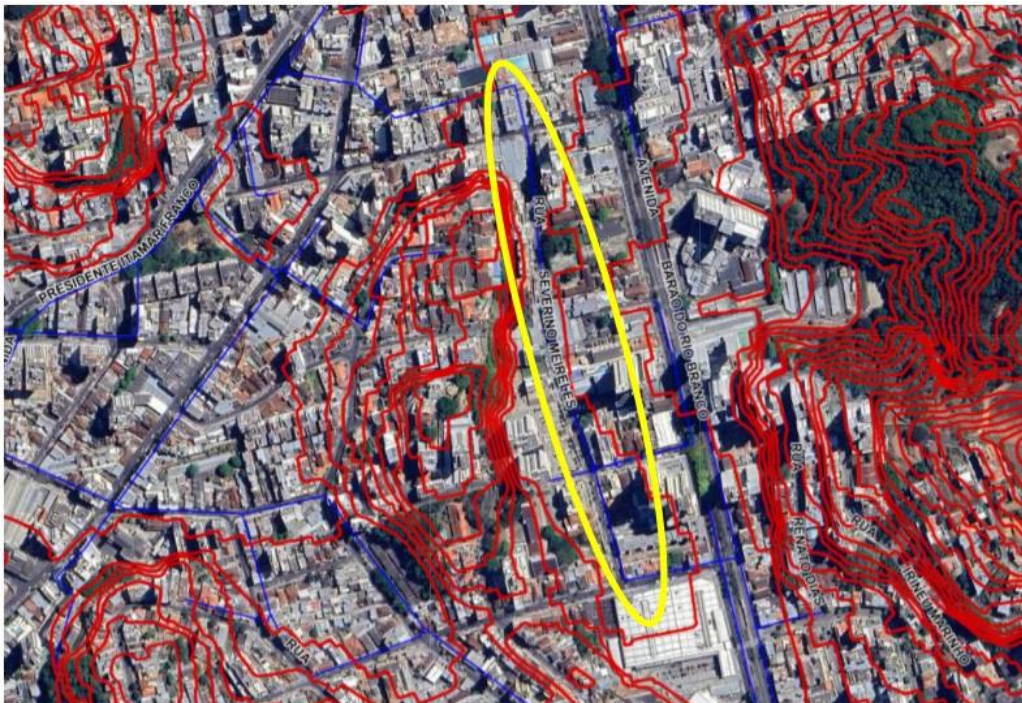 PRESIDENTE ITAMAR FRANCO
RUA
SEVERINO MEIRELES
AVENIDA
BARÃO DO RIO BRANCO
RUA
RENATO DIAS
RUA
IRINEU MARINHO
RUA